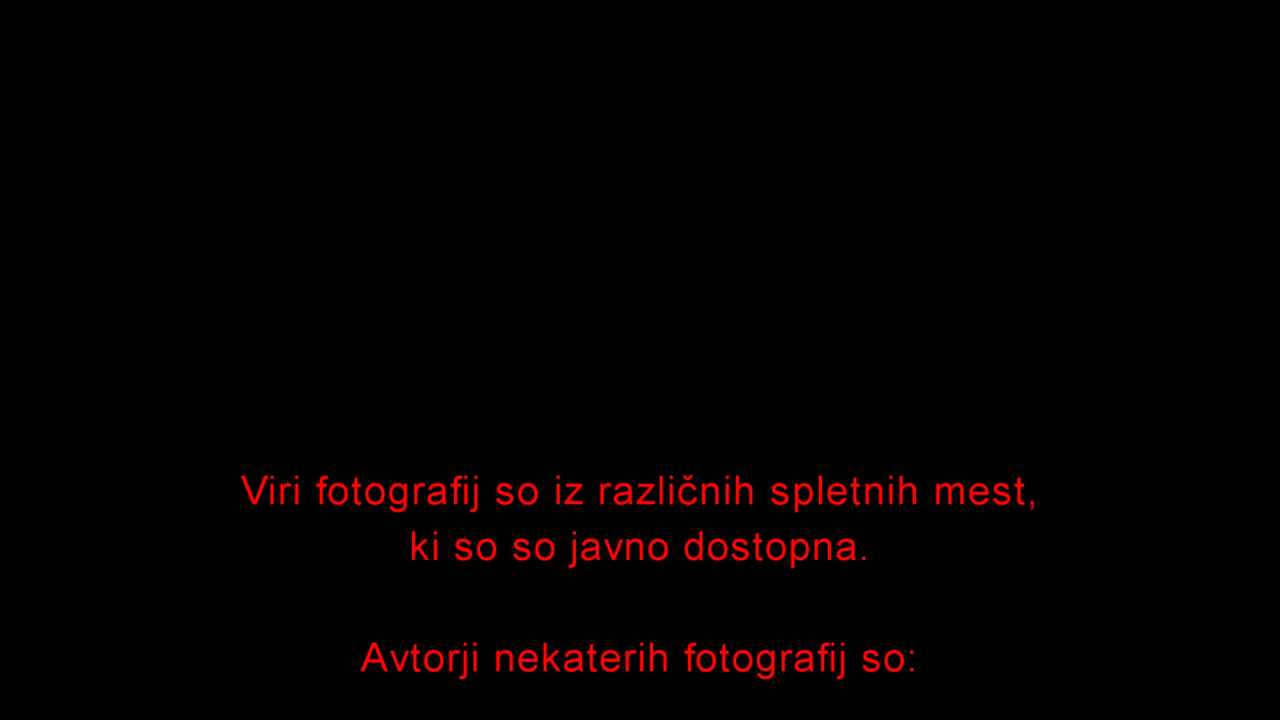 Viri fotografij so iz različnih spletnih mest,
ki so so javno dostopna.
Avtorji nekaterih fotografij so: